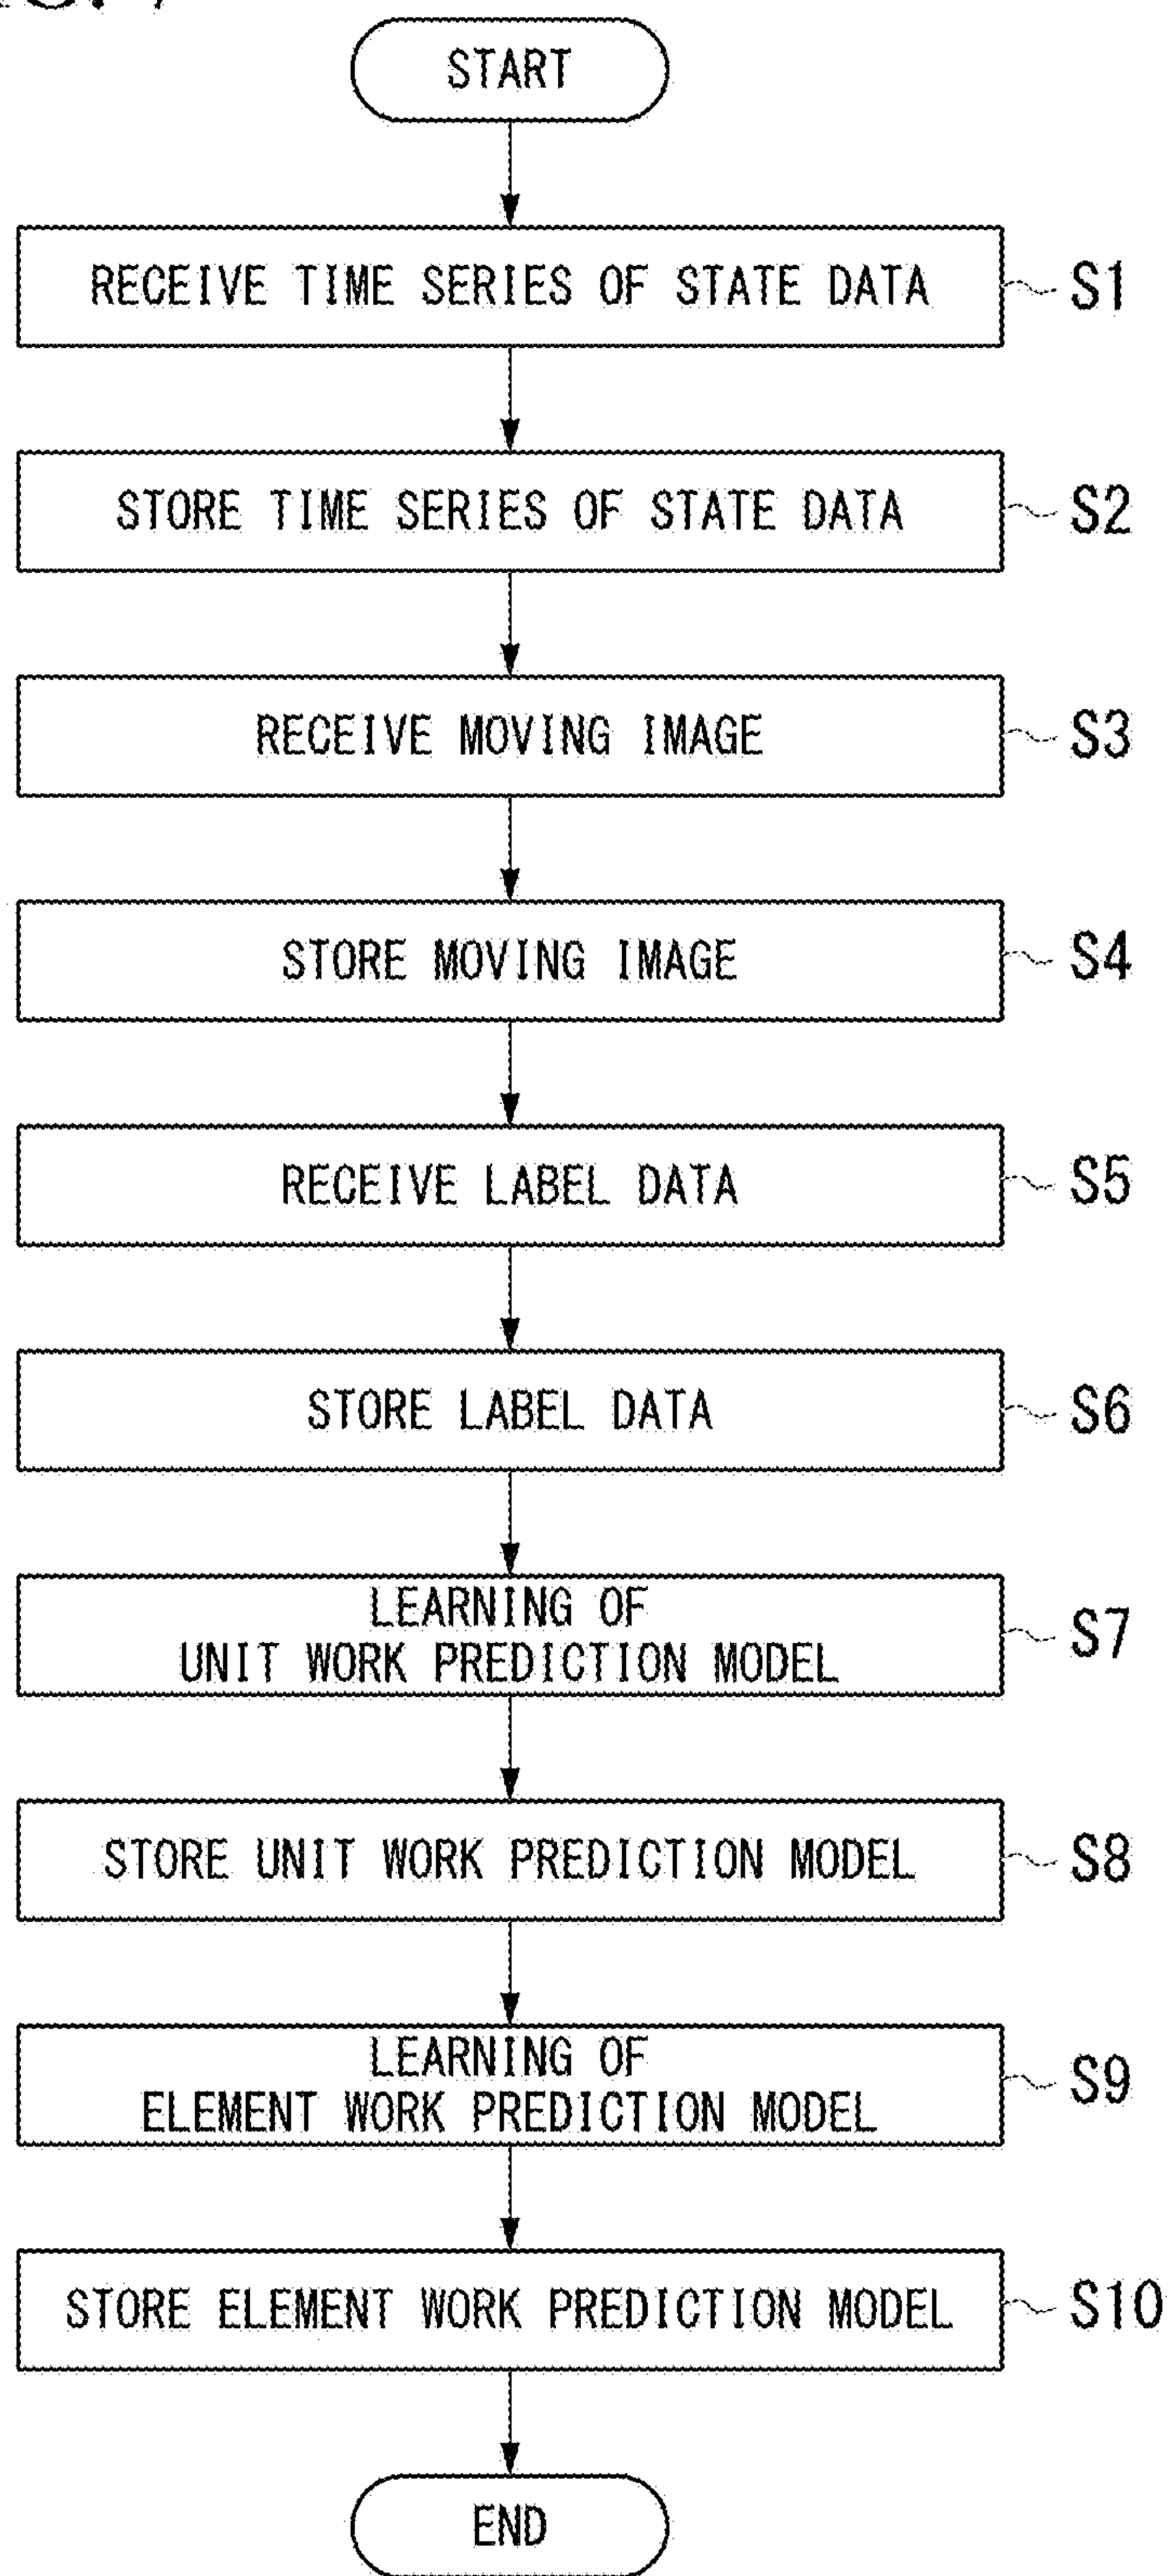 START
RECEIVE TIME SERIES OF STATE DATA S1
STORE TIME SERIES OF STATE DATA S2
RECEIVE MOVING IMAGE S3
STORE MOVING IMAGE S4
RECEIVE LABEL DATA S5
STORE LABEL DATA S6
LEARNING OF
UNIT WORK PREDICTION MODEL S7
STORE UNIT WORK PREDICTION MODEL S8
LEARNING OF
ELEMENT WORK PREDICTION MODEL S9
STORE ELEMENT WORK PREDICTION MODEL S10
END